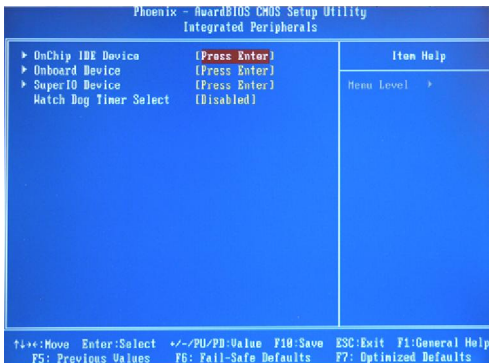 Phoenix - AwardBIOS CMOS Setup Utility
Integrated Peripherals
▶ OnChip IDE Device [Press Enter]
▶ Onboard Device [Press Enter]
▶ SuperIO Device [Press Enter]
Watch Dog Timer Select [Disabled]
Item Help
Menu Level ▶
↑↓→←:Move Enter:Select +/-/PU/PD:Value F10:Save ESC:Exit F1:General Help
F5: Previous Values F6: Fail-Safe Defaults F7: Optimized Defaults